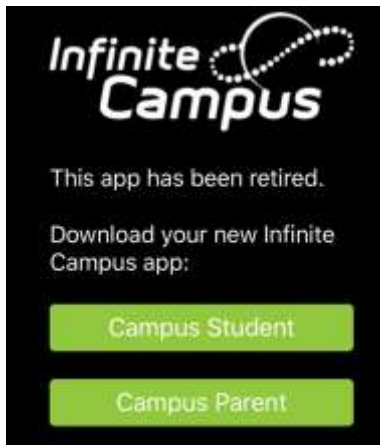 Infinite
Campus
This app has been retired.
Download your new Infinite
Campus app:
Campus Student
Campus Parent